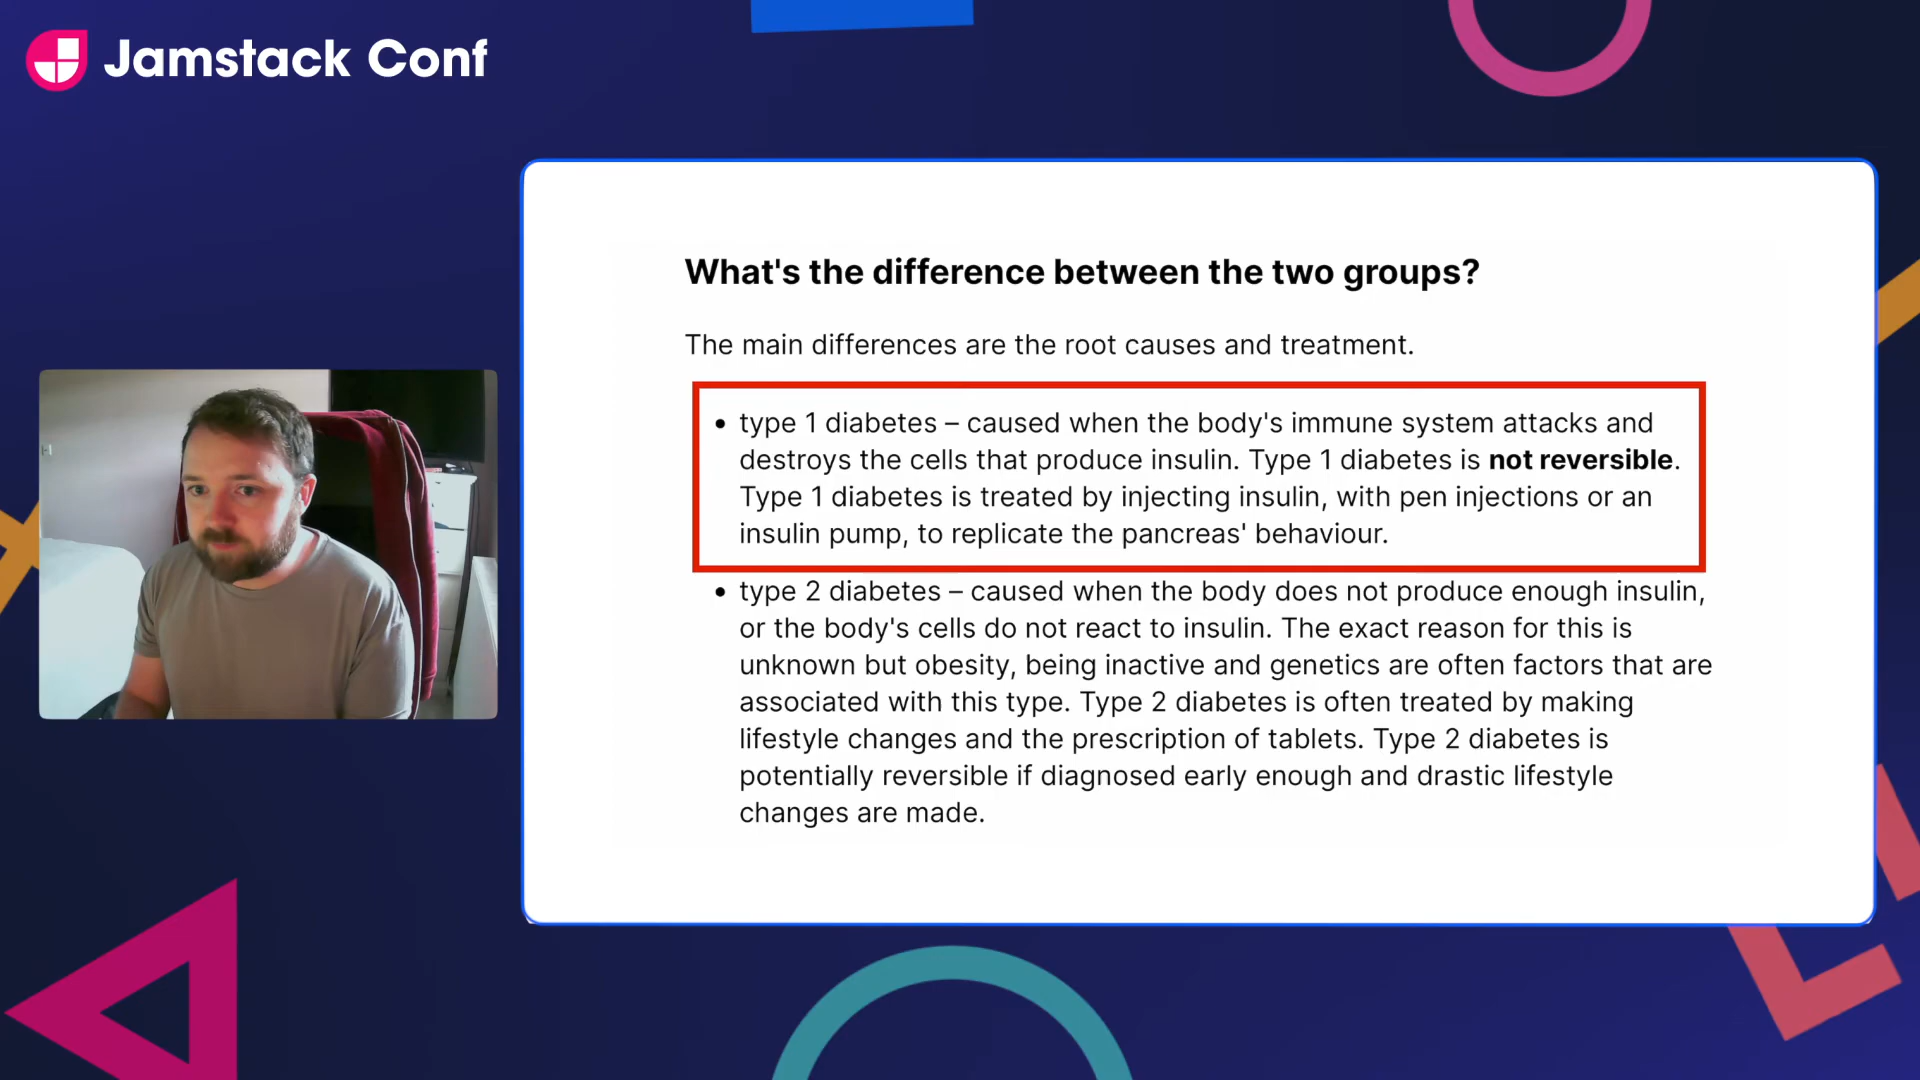 Jamstack Conf
What's the difference between the two groups?
The main differences are the root causes and treatment.
• type 1 diabetes – caused when the body's immune system attacks and
destroys the cells that produce insulin. Type 1 diabetes is not reversible.
Type 1 diabetes is treated by injecting insulin, with pen injections or an
insulin pump, to replicate the pancreas' behaviour.
• type 2 diabetes – caused when the body does not produce enough insulin,
or the body's cells do not react to insulin. The exact reason for this is
unknown but obesity, being inactive and genetics are often factors that are
associated with this type. Type 2 diabetes is often treated by making
lifestyle changes and the prescription of tablets. Type 2 diabetes is
potentially reversible if diagnosed early enough and drastic lifestyle
changes are made.